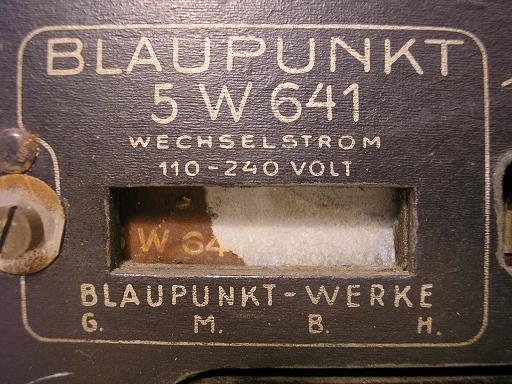 BLAUPUNKT
5 W 641
WECHSELSTROM
110-240 VOLT
W 64
BLAUPUNKT-WERKE
G. M. B. H.